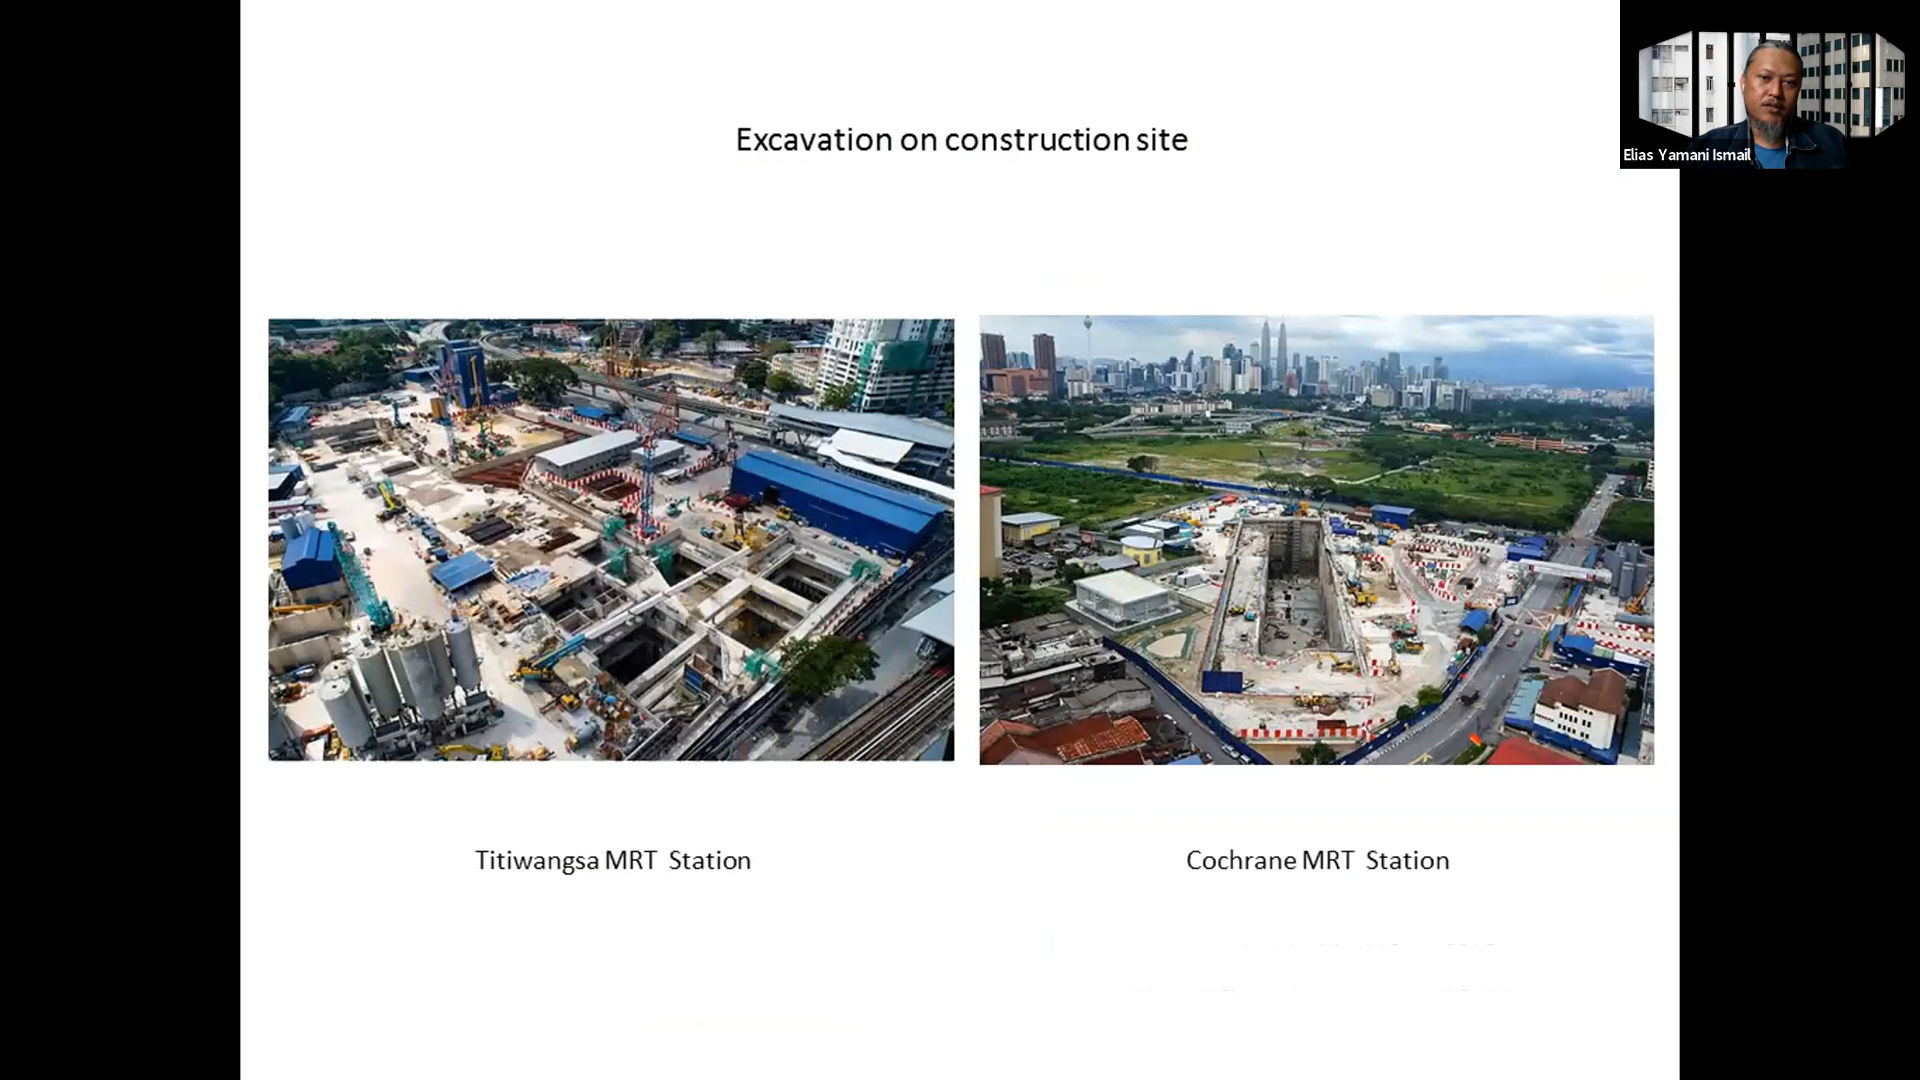 Excavation on construction site
Elias Yamani Ismail
Titiwangsa MRT Station
Cochrane MRT Station